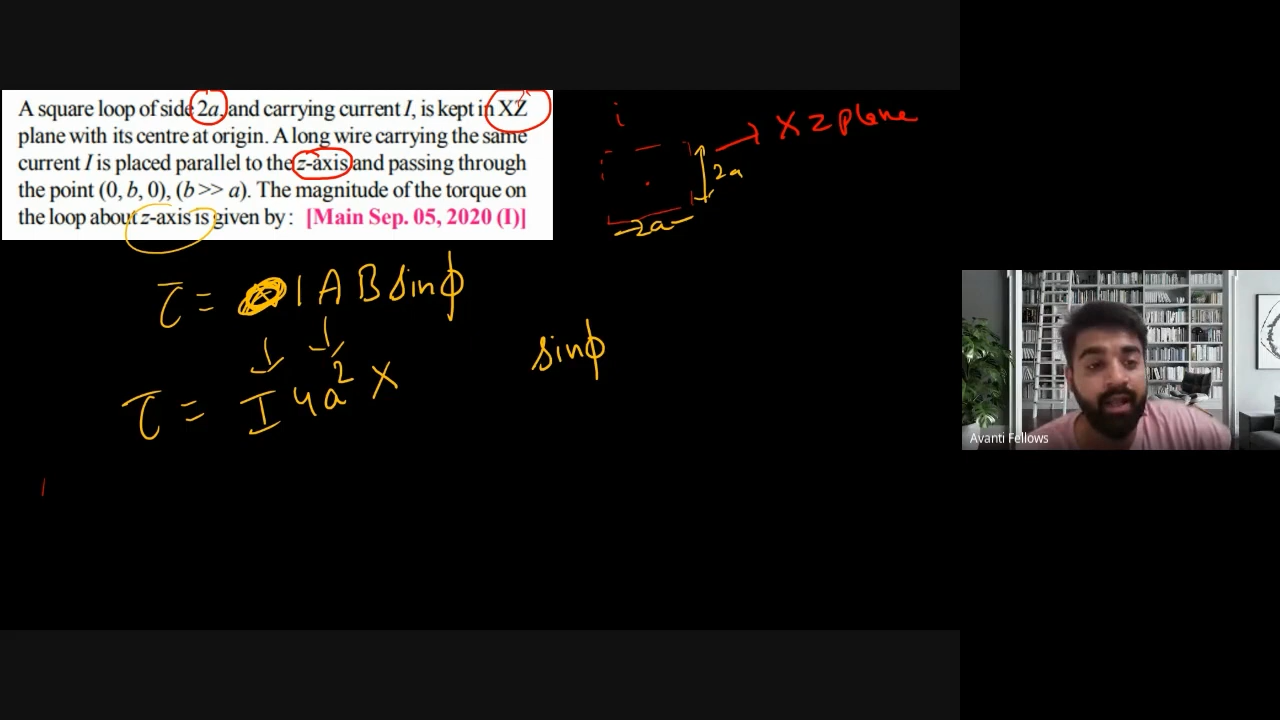 A square loop of side 2a, and carrying current I, is kept in XZ
plane with its centre at origin. A long wire carrying the same
current I is placed parallel to the z-axis and passing through
the point (0, b, 0), (b >> a). The magnitude of the torque on
the loop about z-axis is given by: [Main Sep. 05, 2020 (I)]
i
XZ plane
2a
2a
τ = I A B sinϕ
τ = I 4a² × sinϕ
Avanti Fellows